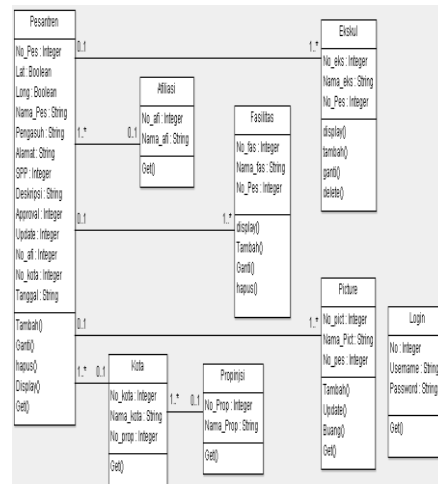 Pesantren
No_Pes : Integer
Lat : Boolean
Long : Boolean
Nama_Pes : String
Pengasuh : String
Alamat : String
SPP : Integer
Deskripsi : String
Approval : Integer
Update : Integer
No_afi : Integer
No_kota : Integer
Tanggal : String
Tambah()
Ganti()
hapus()
Display()
Get()
0..1
1..*
Ekskul
No_eks : Integer
Nama_eks : String
No_Pes : Integer
display()
tambah()
ganti()
delete()
1..*
0..1
Afiliasi
No_afi : Integer
Nama_afi : String
Get()
0..1
1..*
Fasilitas
No_fas : Integer
Nama_fas : String
No_Pes : Integer
display()
Tambah()
Ganti()
hapus()
0..1
1..*
Picture
No_pict : Integer
Nama_Pict : String
No_pes : Integer
Tambah()
Update()
Buang()
Get()
Login
No : Integer
Username : String
Password : String
Get()
1..*
0..1
Kota
No_kota : Integer
Nama_kota : String
No_prop : Integer
Get()
1..*
0..1
Propinjsi
No_Prop : Integer
Nama_Prop : String
Get()